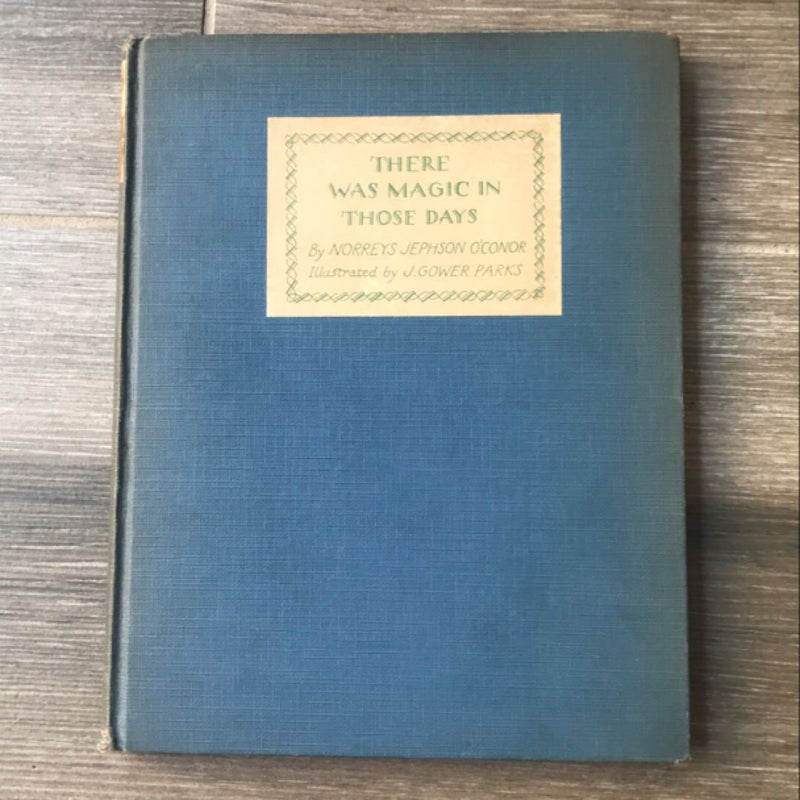 THERE
WAS MAGIC IN
THOSE DAYS
By NORREYS JEPHSON O'CONOR
Illustrated by J. GOWER PARKS